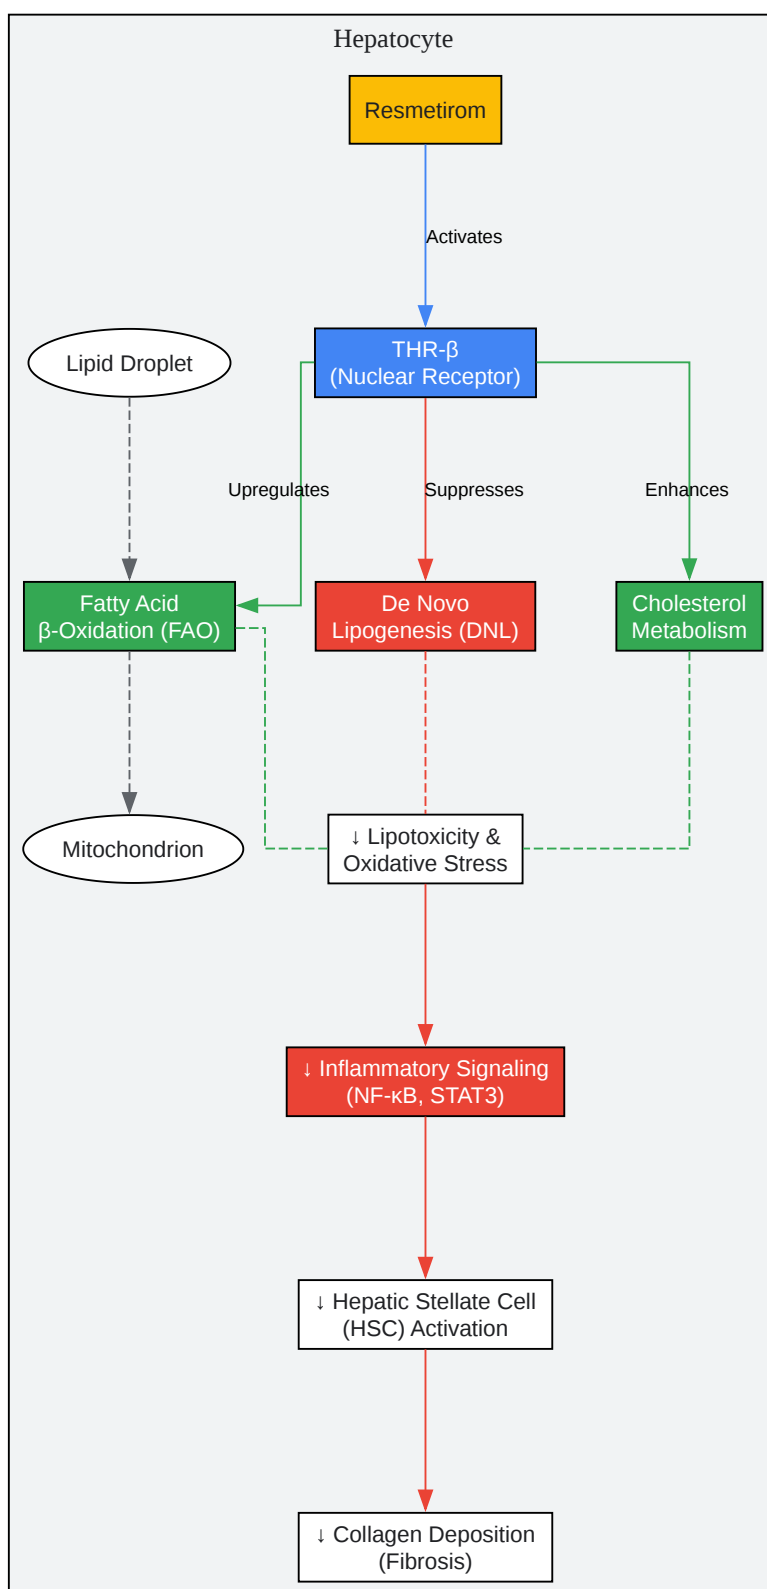 Hepatocyte
Resmetirom
Activates
Lipid Droplet
THR-β
(Nuclear Receptor)
Upregulates
Suppresses
Enhances
Fatty Acid
β-Oxidation (FAO)
De Novo
Lipogenesis (DNL)
Cholesterol
Metabolism
Mitochondrion
↓ Lipotoxicity &
Oxidative Stress
↓ Inflammatory Signaling
(NF-κB, STAT3)
↓ Hepatic Stellate Cell
(HSC) Activation
↓ Collagen Deposition
(Fibrosis)